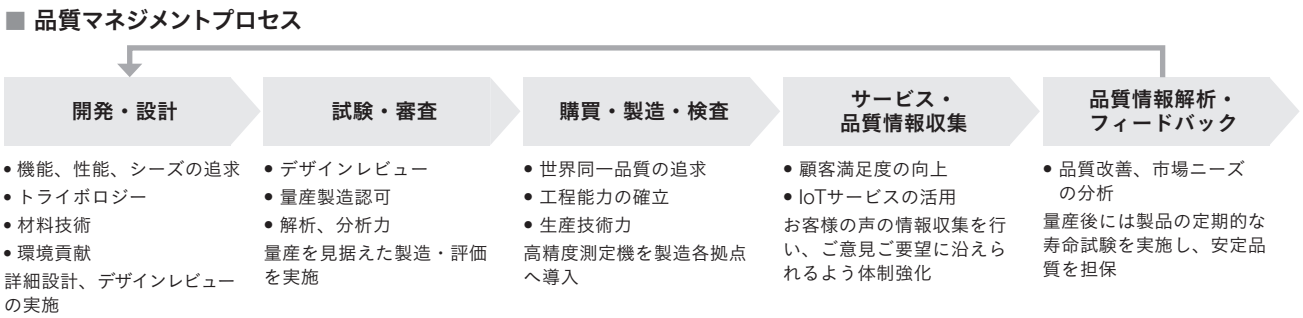 ■ 品質マネジメントプロセス
開発・設計
• 機能、性能、シーズの追求
• トライボロジー
• 材料技術
• 環境貢献
詳細設計、デザインレビュー
の実施
試験・審査
• デザインレビュー
• 量産製造認可
• 解析、分析力
量産を見据えた製造・評価
を実施
購買・製造・検査
• 世界同一品質の追求
• 工程能力の確立
• 生産技術力
高精度測定機を製造各拠点
へ導入
サービス・
品質情報収集
• 顧客満足度の向上
• IoTサービスの活用
お客様の声の情報収集を行
い、ご意見ご要望に沿えら
れるよう体制強化
品質情報解析・
フィードバック
• 品質改善、市場ニーズ
の分析
量産後には製品の定期的な
寿命試験を実施し、安定品
質を担保